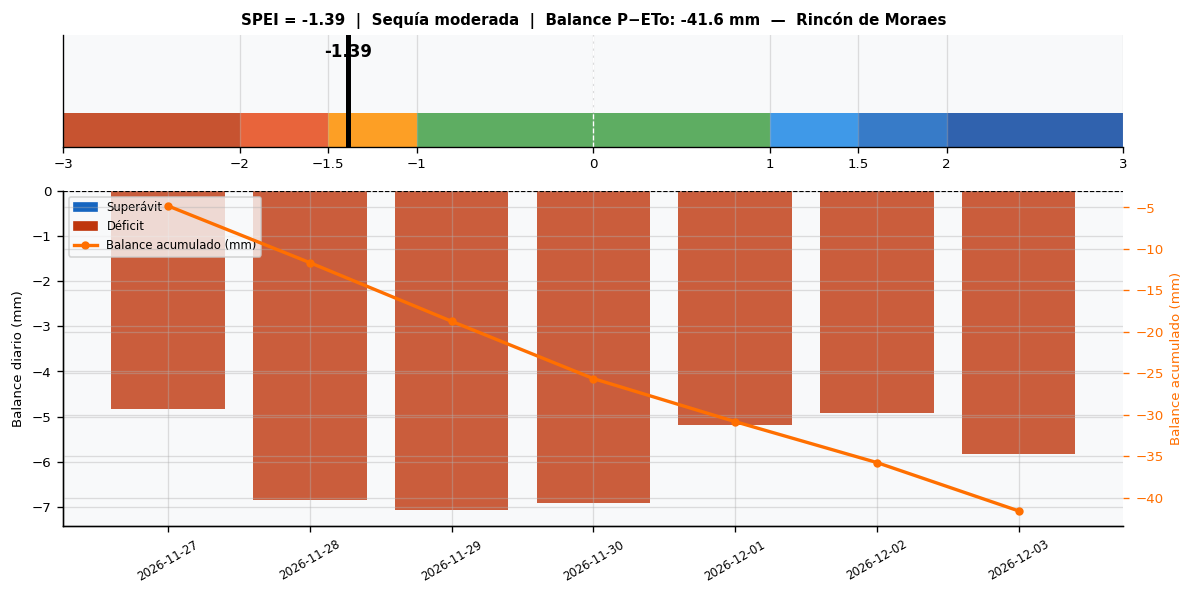 SPEI = -1.39  |  Sequía moderada  |  Balance P−ETo: -41.6 mm  —  Rincón de Moraes
-1.39
−3 −2 −1.5 −1 0 1 1.5 2 3
Superávit
Déficit
Balance acumulado (mm)
0
−1
−2
−3
−4
−5
−6
−7
Balance diario (mm)
−5
−10
−15
−20
−25
−30
−35
−40
Balance acumulado (mm)
2026-11-27 2026-11-28 2026-11-29 2026-11-30 2026-12-01 2026-12-02 2026-12-03